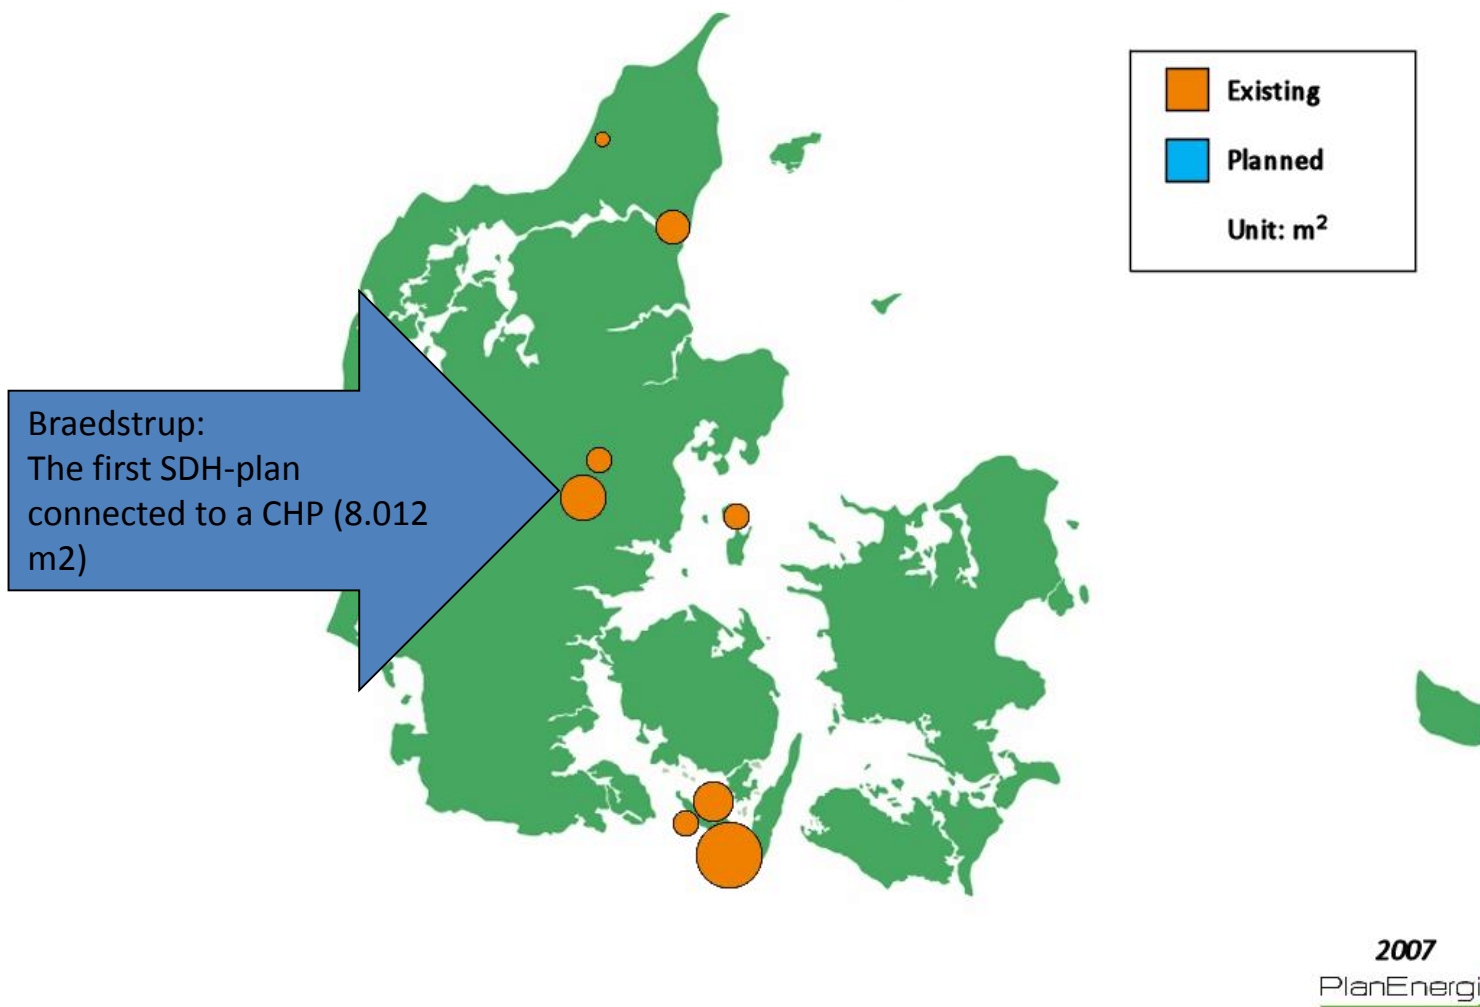 Existing
Planned
Unit: m²
Braedstrup:
The first SDH-plan
connected to a CHP (8.012
m2)
2007
PlanEnergi